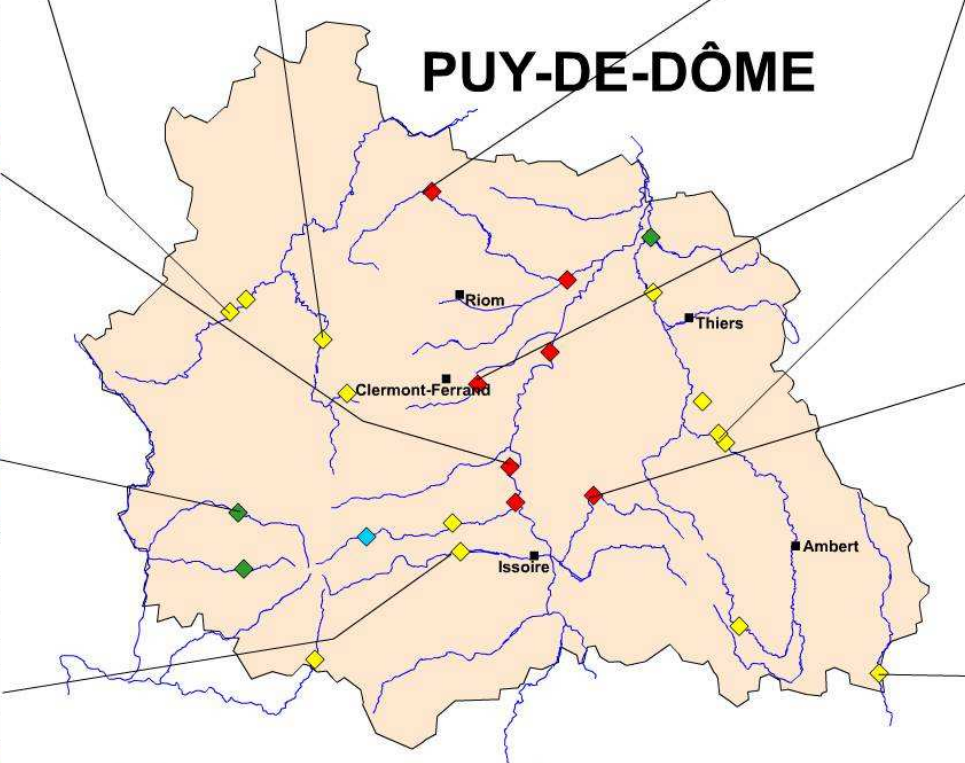 PUY-DE-DÔME
Riom
Thiers
Clermont-Ferrand
Ambert
Issoire